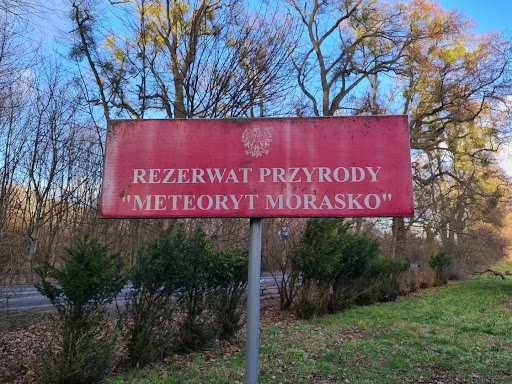 REZERWAT PRZYRODY
"METEORYT MORASKO"